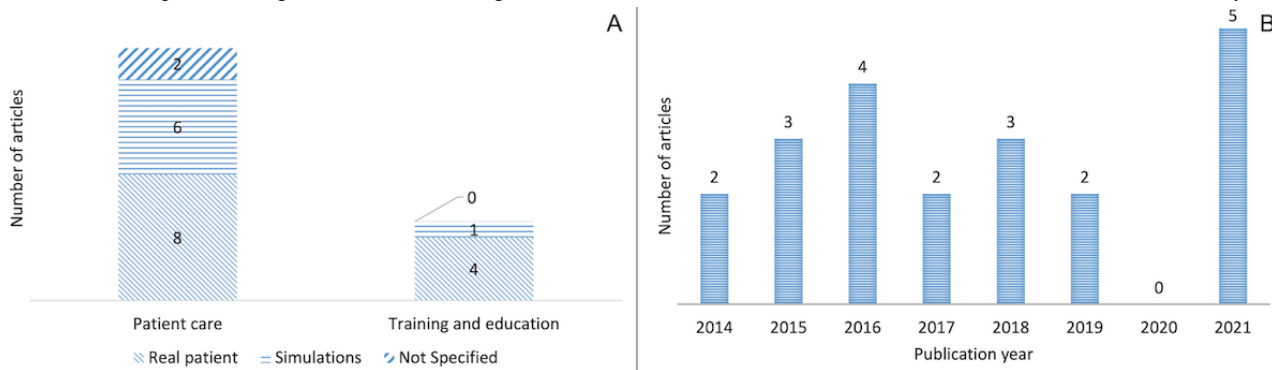 A
Number of articles
2
6
8
0
1
4
Patient care
Training and education
Real patient
Simulations
Not Specified
B
Number of articles
2
3
4
2
3
2
0
5
2014
2015
2016
2017
2018
2019
2020
2021
Publication year